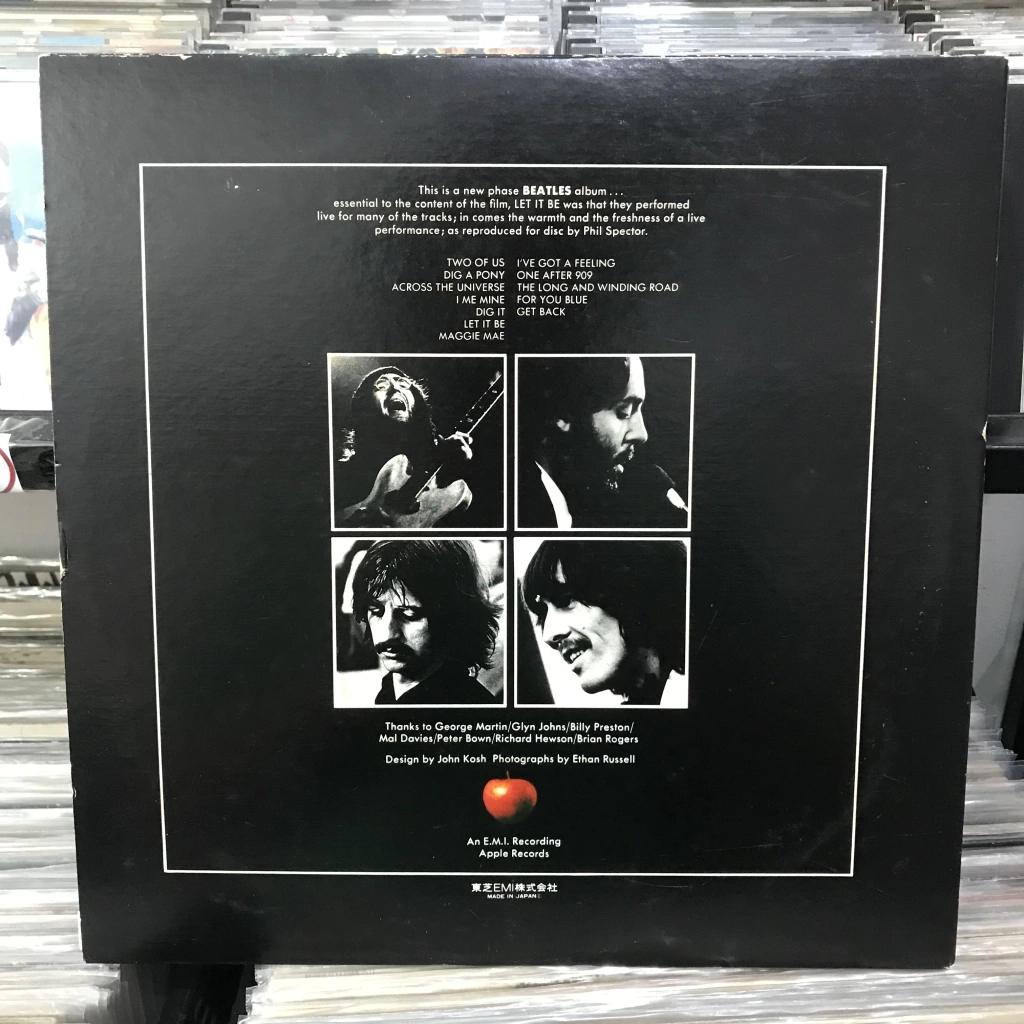 This is a new phase BEATLES album . . .
essential to the content of the film, LET IT BE was that they performed
live for many of the tracks; in comes the warmth and the freshness of a live
performance; as reproduced for disc by Phil Spector.
TWO OF US
DIG A PONY
ACROSS THE UNIVERSE
I ME MINE
DIG IT
LET IT BE
MAGGIE MAE
I'VE GOT A FEELING
ONE AFTER 909
THE LONG AND WINDING ROAD
FOR YOU BLUE
GET BACK
Thanks to George Martin/Glyn Johns/Billy Preston/
Mal Davies/Peter Bown/Richard Hewson/Brian Rogers
Design by John Kosh Photographs by Ethan Russell
An E.M.I. Recording
Apple Records
東芝EMI株式会社
MADE IN JAPAN